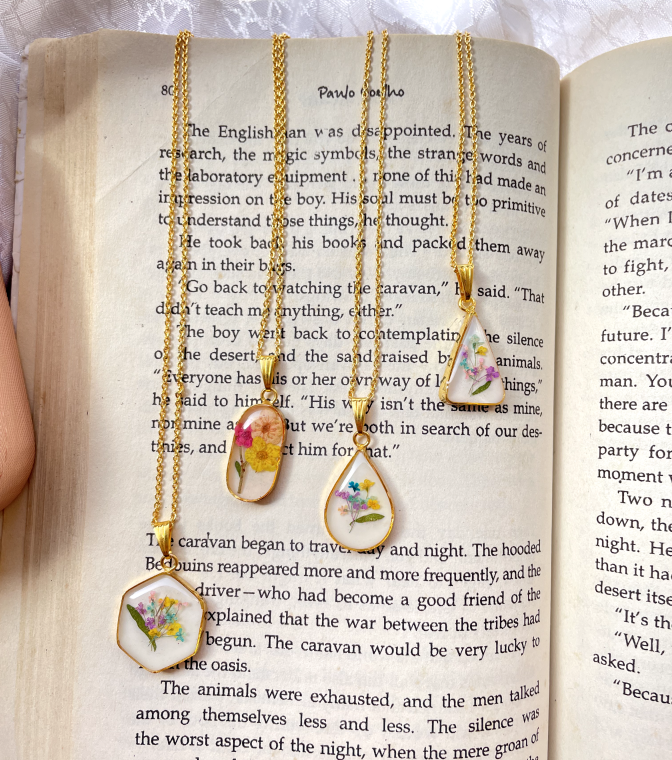 80 Paulo Coelho
The Englishman was disappointed. The years of
research, the magic symbols, the strange words and
the laboratory equipment . . . none of this had made an
impression on the boy. His soul must be too primitive
to understand those things, he thought.
He took back his books and packed them away
again in their bags.
"Go back to watching the caravan," he said. "That
didn't teach me anything, either."
The boy went back to contemplating the silence
of the desert, and the sand raised by the animals.
"Everyone has his or her own way of things,"
he said to himself. "His way isn't the same as mine,
nor mine as But we're both in search of our des-
tinies, and him for that."
The caravan began to travel day and night. The hooded
Bedouins reappeared more and more frequently, and the
driver—who had become a good friend of the
explained that the war between the tribes had
begun. The caravan would be very lucky to
the oasis.
The animals were exhausted, and the men talked
among themselves less and less. The silence was
the worst aspect of the night, when the mere groan of
The
concerne
"I'm a
of dates
"When I
the marc
to fight,
other.
"Beca
future. I'
concentra
man. You
there are
because t
party for
moment
Two n
down, the
night. He
than it ha
desert itse
"It's th
"Well,
asked.
"Becau